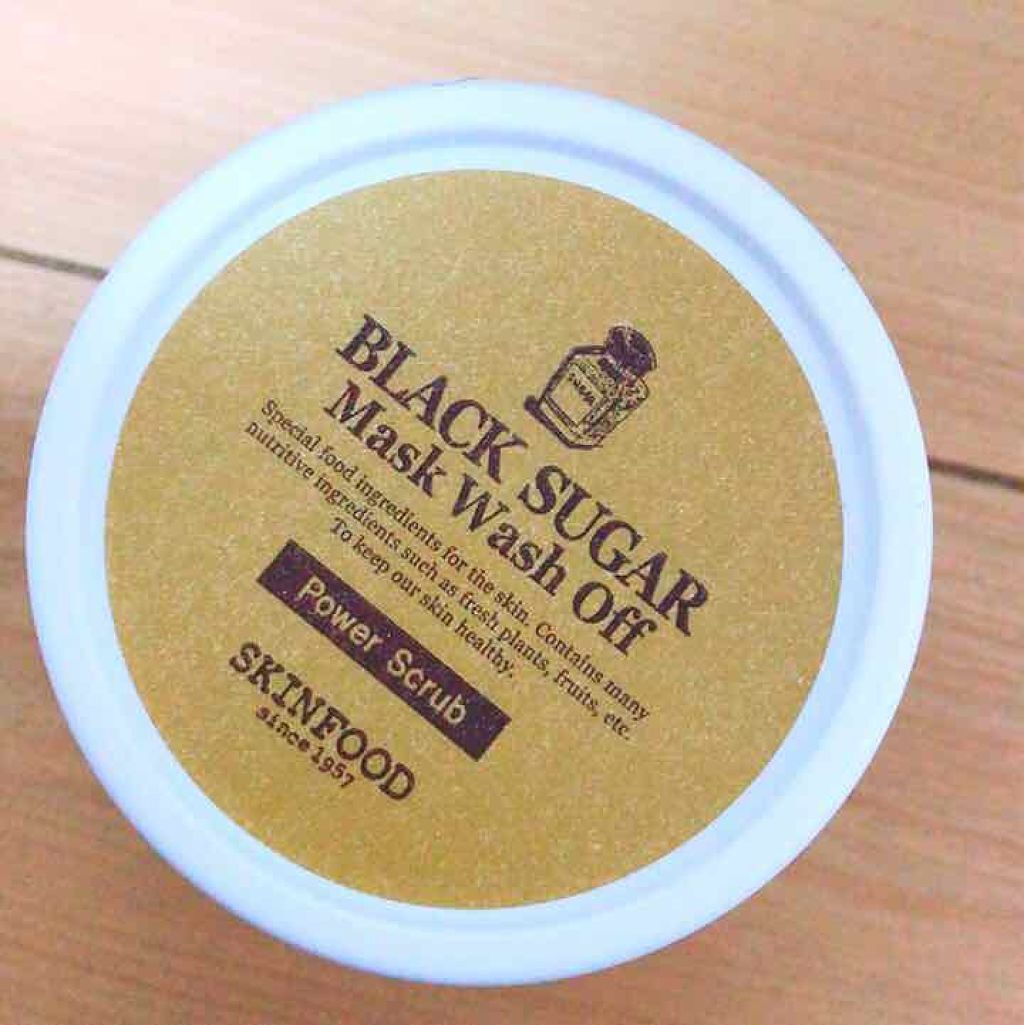 BLACK SUGAR
Mask Wash Off
Special food ingredients for the skin. Contains many
nutritive ingredients such as fresh plants, fruits, etc.
To keep our skin healthy.
Power Scrub
SKINFOOD
since 1957